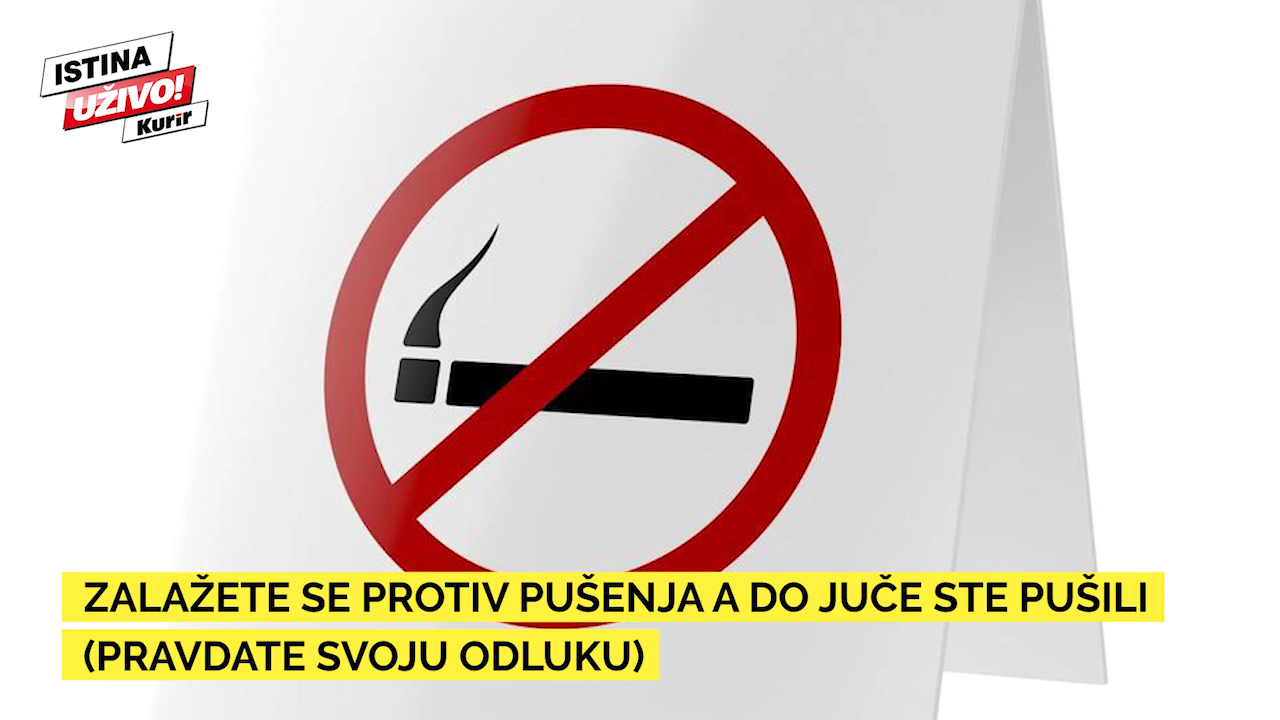 ISTINA
UŽIVO!
Kurir
ZALAŽETE SE PROTIV PUŠENJA A DO JUČE STE PUŠILI
(PRAVDATE SVOJU ODLUKU)